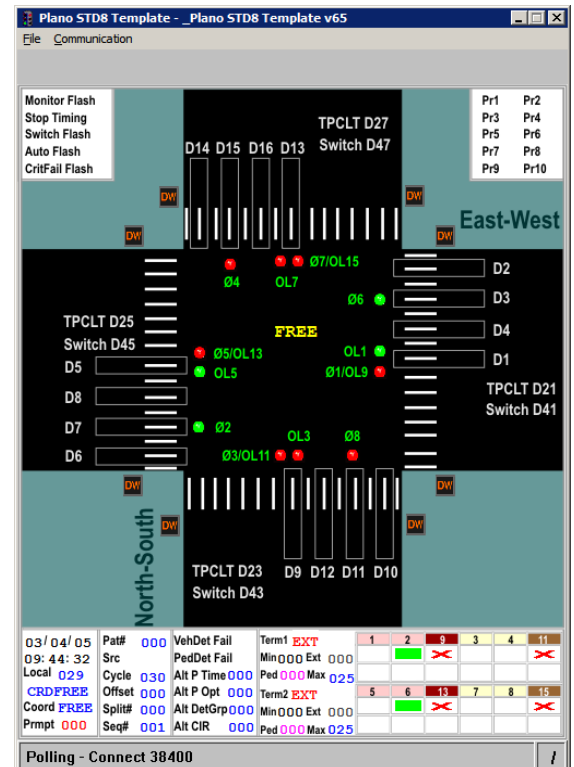 Plano STD8 Template - _Plano STD8 Template v65
File Communication
Monitor Flash
Stop Timing
Switch Flash
Auto Flash
CritFail Flash
TPCLT D27
Switch D47
D14 D15 D16 D13
Pr1 Pr2
Pr3 Pr4
Pr5 Pr6
Pr7 Pr8
Pr9 Pr10
DW
DW
DW
DW
East-West
Ø4
OL7
Ø7/OL15
Ø6
D2
D3
D4
D1
FREE
TPCLT D25
Switch D45
D5
D8
D7
D6
Ø5/OL13
OL5
Ø2
OL1
Ø1/OL9
TPCLT D21
Switch D41
OL3
Ø8
Ø3/OL11
DW
DW
DW
DW
North-South
TPCLT D23
Switch D43
D9 D12 D11 D10
03/04/05
09:44:32
Local 029
CRDFREE
Coord FREE
Prmpt 000
Pat# 000
Src
Cycle 030
Offset 000
Split# 000
Seq# 001
VehDet Fail
PedDet Fail
Alt P Time 000
Alt P Opt 000
Alt DetGrp 000
Alt CIR 000
Term1 EXT
Min 000 Ext 000
Ped 000 Max 025
Term2 EXT
Min 000 Ext 000
Ped 000 Max 025
1 2 9 3 4 11
5 6 13 7 8 15
Polling - Connect 38400